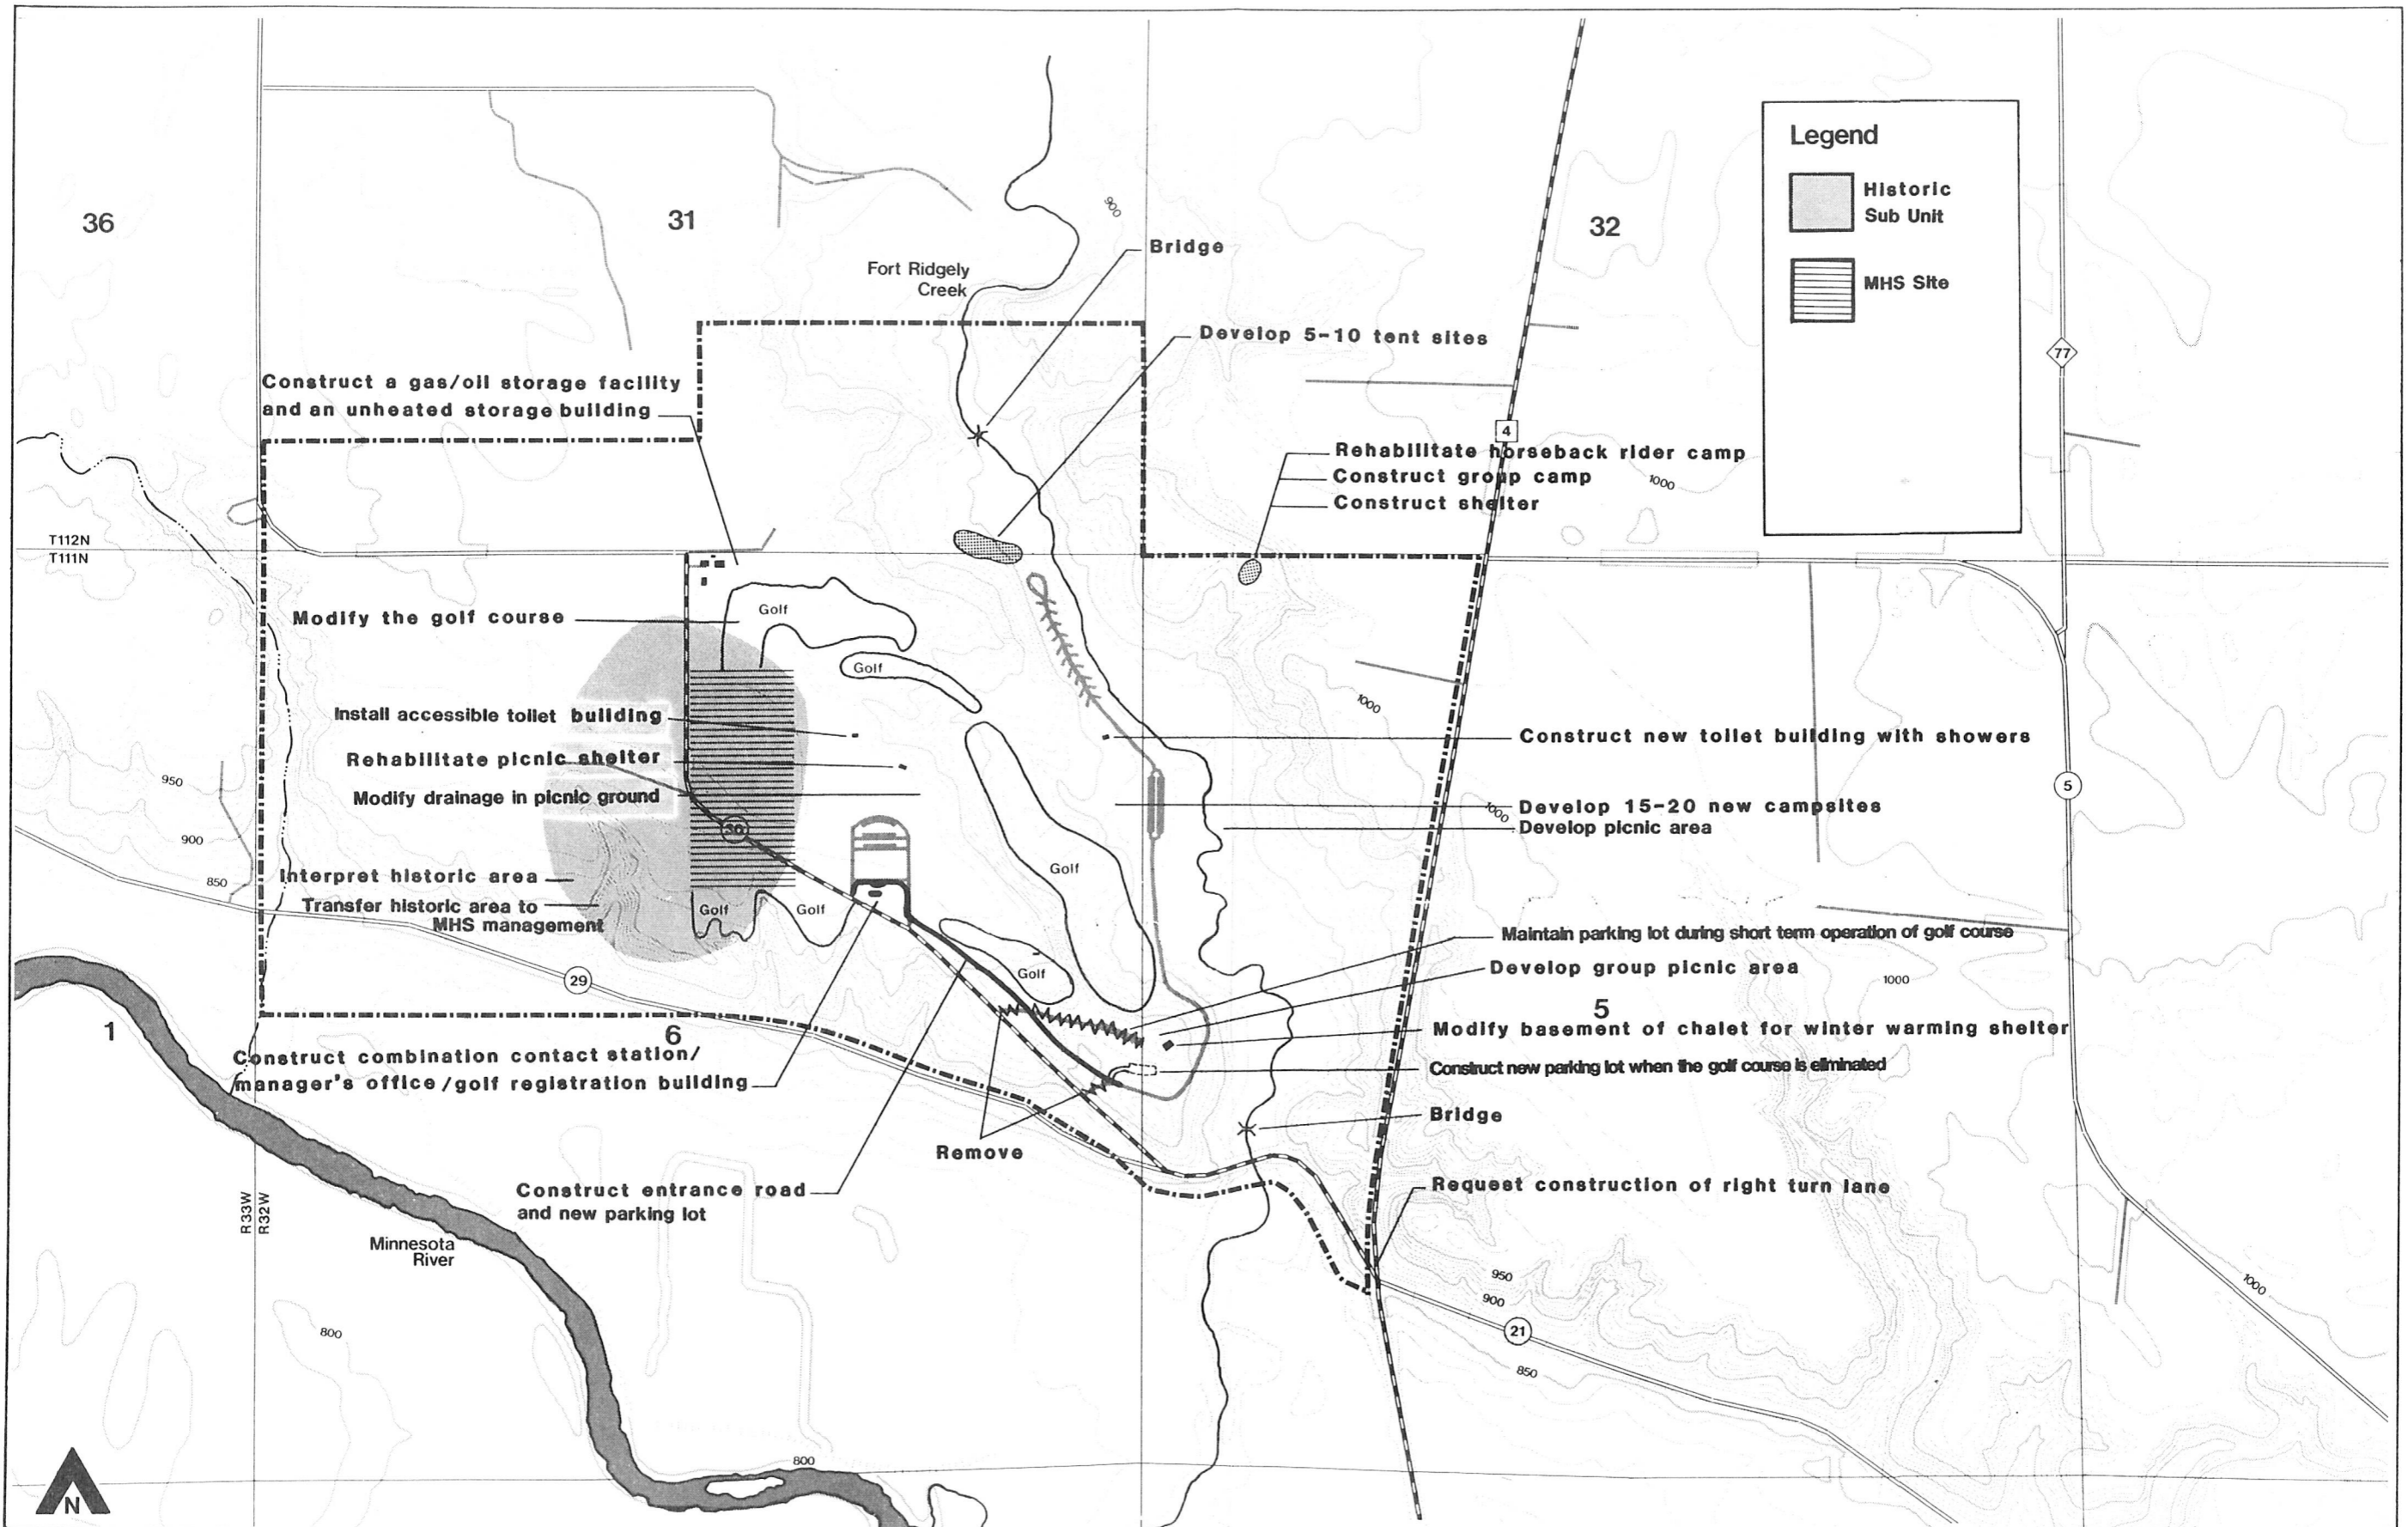 Legend
Historic
Sub Unit
MHS Site
36
31
32
900
Bridge
Fort Ridgely
Creek
Develop 5-10 tent sites
77
Construct a gas/oil storage facility
and an unheated storage building
4
Rehabilitate horseback rider camp
Construct group camp
Construct shelter
1000
T112N
T111N
Modify the golf course
Golf
Golf
1000
Install accessible toilet building
Construct new toilet building with showers
Rehabilitate picnic shelter
950
5
Modify drainage in picnic ground
1000
Develop 15-20 new campsites
Develop picnic area
30
900
850
Interpret historic area
Golf
Transfer historic area to
MHS management
Golf
Golf
Maintain parking lot during short term operation of golf course
29
Golf
Develop group picnic area
1000
1
6
5
Modify basement of chalet for winter warming shelter
Construct combination contact station/
manager's office/golf registration building
Construct new parking lot when the golf course is eliminated
Bridge
Remove
Construct entrance road
and new parking lot
Request construction of right turn lane
R33W
R32W
Minnesota
River
950
900
1000
21
850
800
800
N